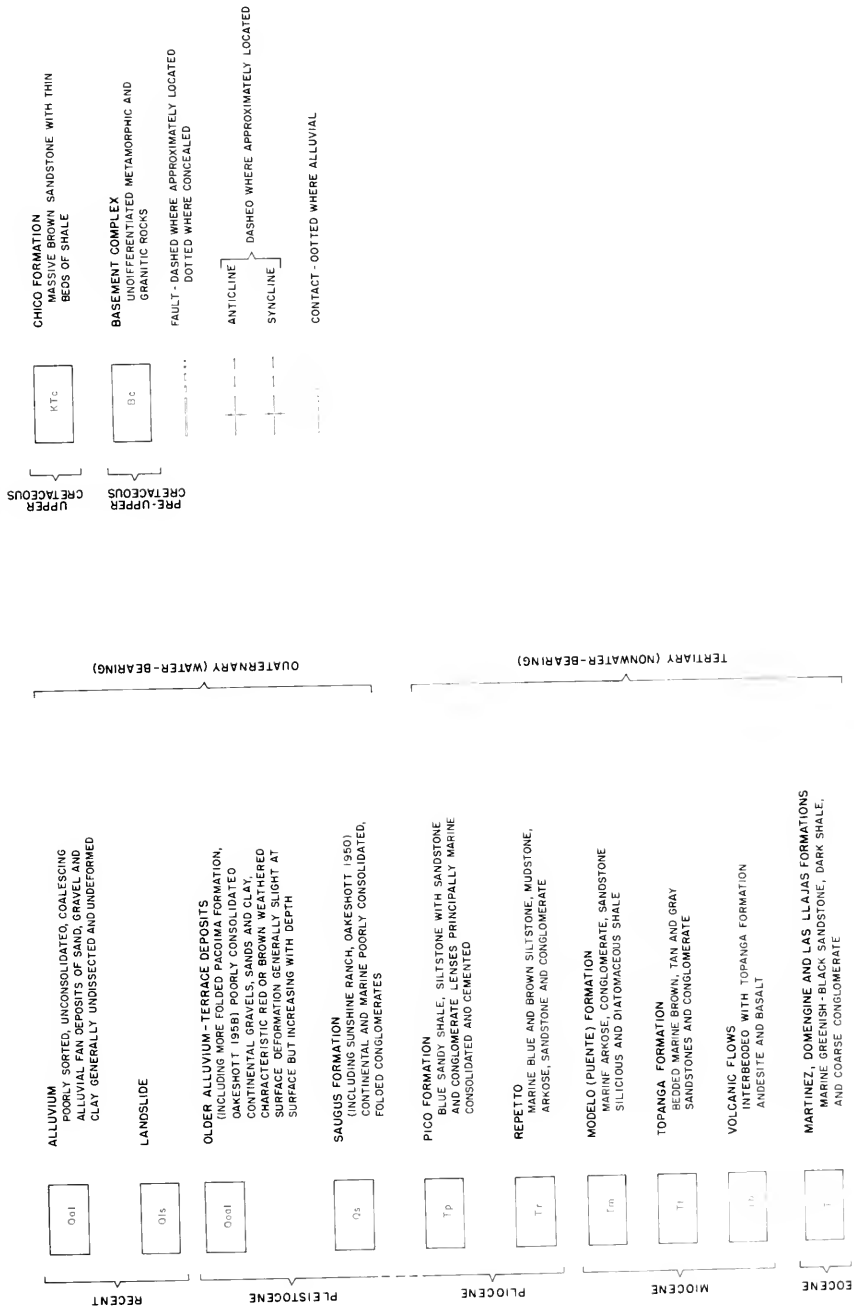 RECENT
Qal
ALLUVIUM
POORLY SORTED, UNCONSOLIDATED, COALESCING
ALLUVIAL FAN DEPOSITS OF SAND, GRAVEL AND
CLAY GENERALLY UNDISSECTED AND UNDEFORMED
Qls
LANDSLIDE
PLEISTOCENE
Qoal
OLDER ALLUVIUM - TERRACE DEPOSITS
(INCLUDING MORE FOLDED PACOIMA FORMATION,
OAKESHOTT 1958) POORLY CONSOLIDATED
CONTINENTAL GRAVELS, SANDS AND CLAY,
CHARACTERISTIC RED OR BROWN WEATHERED
SURFACE DEFORMATION GENERALLY SLIGHT AT
SURFACE BUT INCREASING WITH DEPTH
Qs
SAUGUS FORMATION
(INCLUDING SUNSHINE RANCH, OAKESHOTT 1950)
CONTINENTAL AND MARINE POORLY CONSOLIDATED,
FOLDED CONGLOMERATES
QUATERNARY (WATER-BEARING)
PLIOCENE
Tp
PICO FORMATION
BLUE SANDY SHALE, SILTSTONE WITH SANDSTONE
AND CONGLOMERATE LENSES PRINCIPALLY MARINE
CONSOLIDATED AND CEMENTED
Tr
REPETTO
MARINE BLUE AND BROWN SILTSTONE, MUDSTONE,
ARKOSE, SANDSTONE AND CONGLOMERATE
MIOCENE
Tm
MODELO (PUENTE) FORMATION
MARINE ARKOSE, CONGLOMERATE, SANDSTONE
SILICIOUS AND DIATOMACEOUS SHALE
TOPANGA FORMATION
BEDDED MARINE BROWN, TAN AND GRAY
SANDSTONES AND CONGLOMERATE
VOLCANIC FLOWS
INTERBEDDED WITH TOPANGA FORMATION
ANDESITE AND BASALT
EOCENE
T
MARTINEZ, DOMENGINE AND LAS LLAJAS FORMATIONS
MARINE GREENISH-BLACK SANDSTONE, DARK SHALE,
AND COARSE CONGLOMERATE
TERTIARY (NONWATER-BEARING)
UPPER
CRETACEOUS
KTc
CHICO FORMATION
MASSIVE BROWN SANDSTONE WITH THIN
BEDS OF SHALE
PRE-UPPER
CRETACEOUS
Bc
BASEMENT COMPLEX
UNDIFFERENTIATED METAMORPHIC AND
GRANITIC ROCKS
FAULT - DASHED WHERE APPROXIMATELY LOCATED
DOTTED WHERE CONCEALED
ANTICLINE
DASHED WHERE APPROXIMATELY LOCATED
SYNCLINE
CONTACT - DOTTED WHERE ALLUVIAL